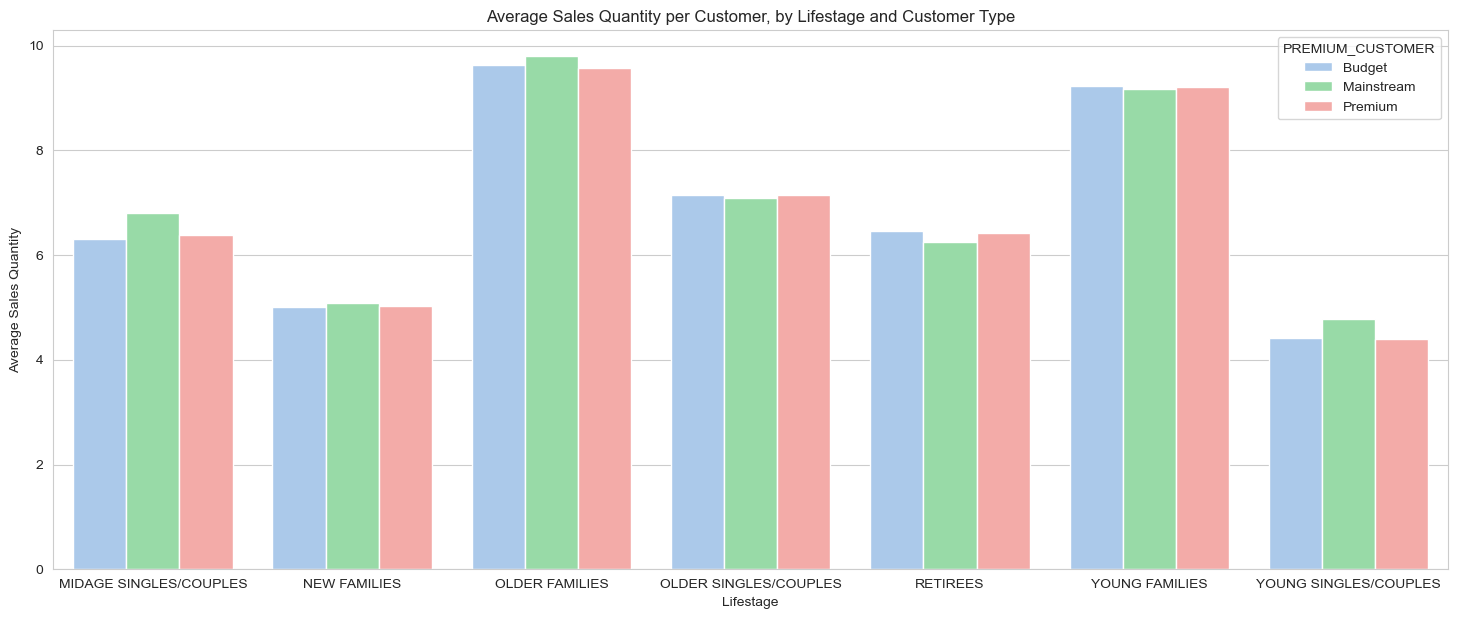 Average Sales Quantity per Customer, by Lifestage and Customer Type
PREMIUM_CUSTOMER
Budget
Mainstream
Premium
Average Sales Quantity
10
8
6
4
2
0
MIDAGE SINGLES/COUPLES NEW FAMILIES OLDER FAMILIES OLDER SINGLES/COUPLES RETIREES YOUNG FAMILIES YOUNG SINGLES/COUPLES
Lifestage